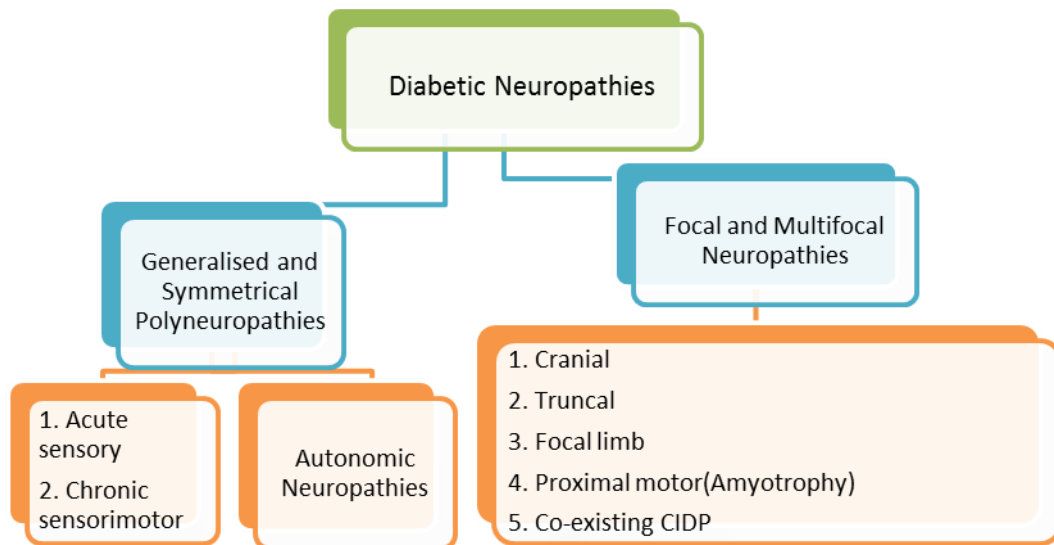 Diabetic Neuropathies
Generalised and
Symmetrical
Polyneuropathies
Focal and Multifocal
Neuropathies
1. Acute
sensory
2. Chronic
sensorimotor
Autonomic
Neuropathies
1. Cranial
2. Truncal
3. Focal limb
4. Proximal motor(Amyotrophy)
5. Co-existing CIDP